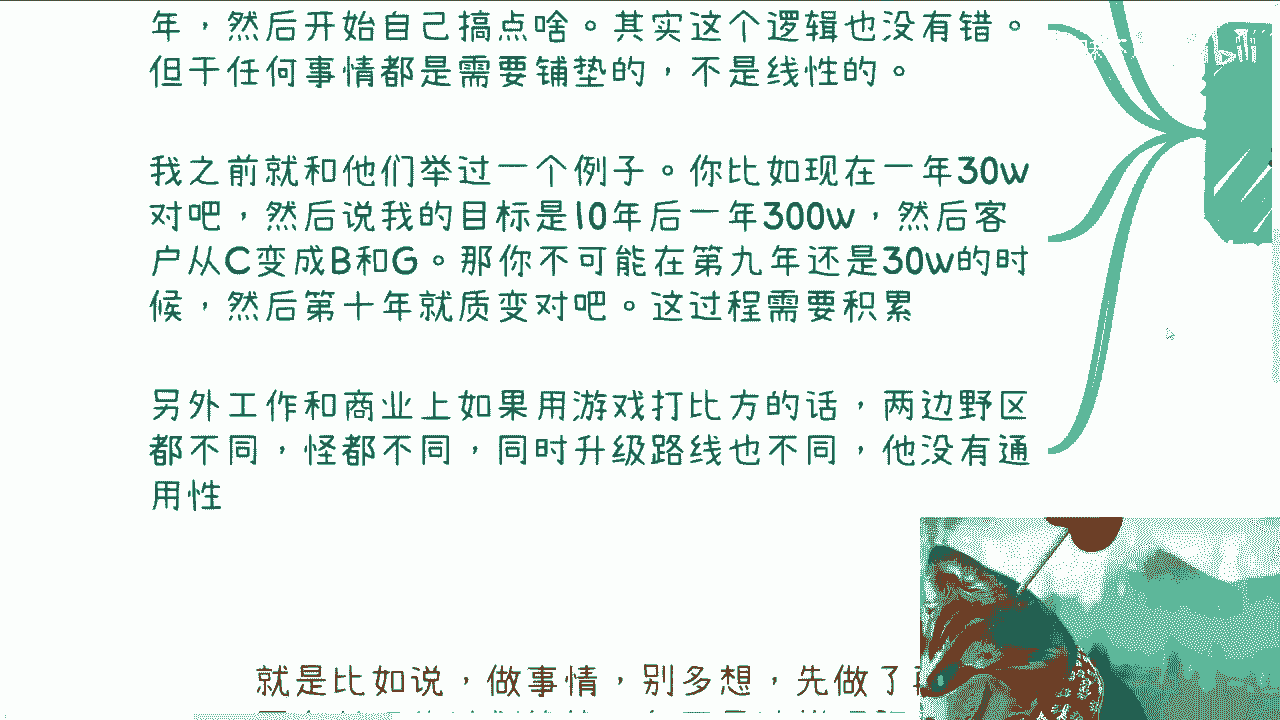 年，然后开始自己搞点啥。其实这个逻辑也没有错。
但干任何事情都是需要铺垫的，不是线性的。
我之前就和他们举过一个例子。你比如现在一年30w
对吧，然后说我的目标是10年后一年300w，然后客
户从C变成B和G。那你不可能在第九年还是30w的时
候，然后第十年就质变对吧。这过程需要积累
另外工作和商业上如果用游戏打比方的话，两边野区
都不同，怪都不同，同时升级路线也不同，他没有通
用性
就是比如说，做事情，别多想，先做了